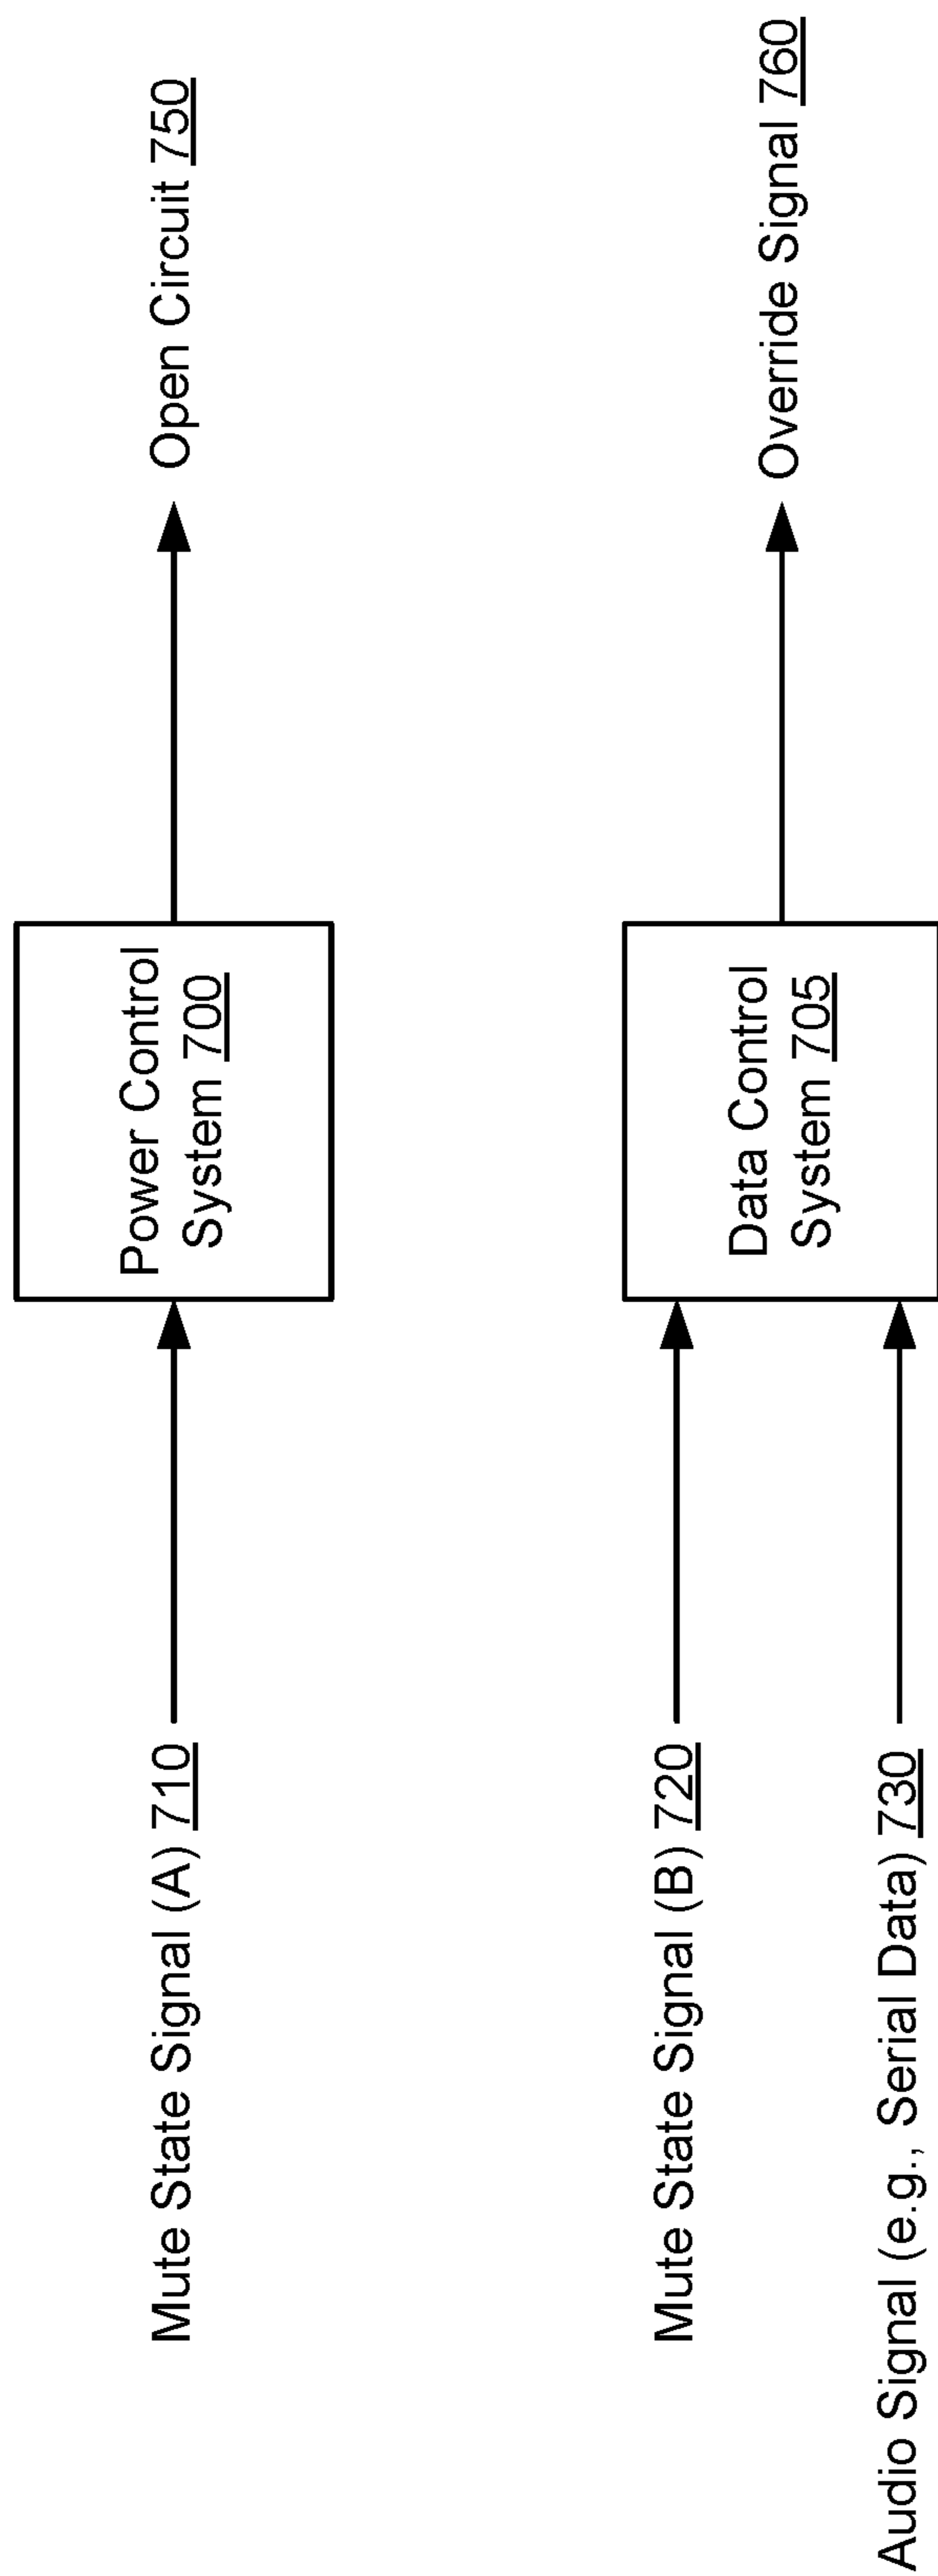 Mute State Signal (A) 710
Power Control
System 700
Open Circuit 750
Mute State Signal (B) 720
Audio Signal (e.g., Serial Data) 730
Data Control
System 705
Override Signal 760